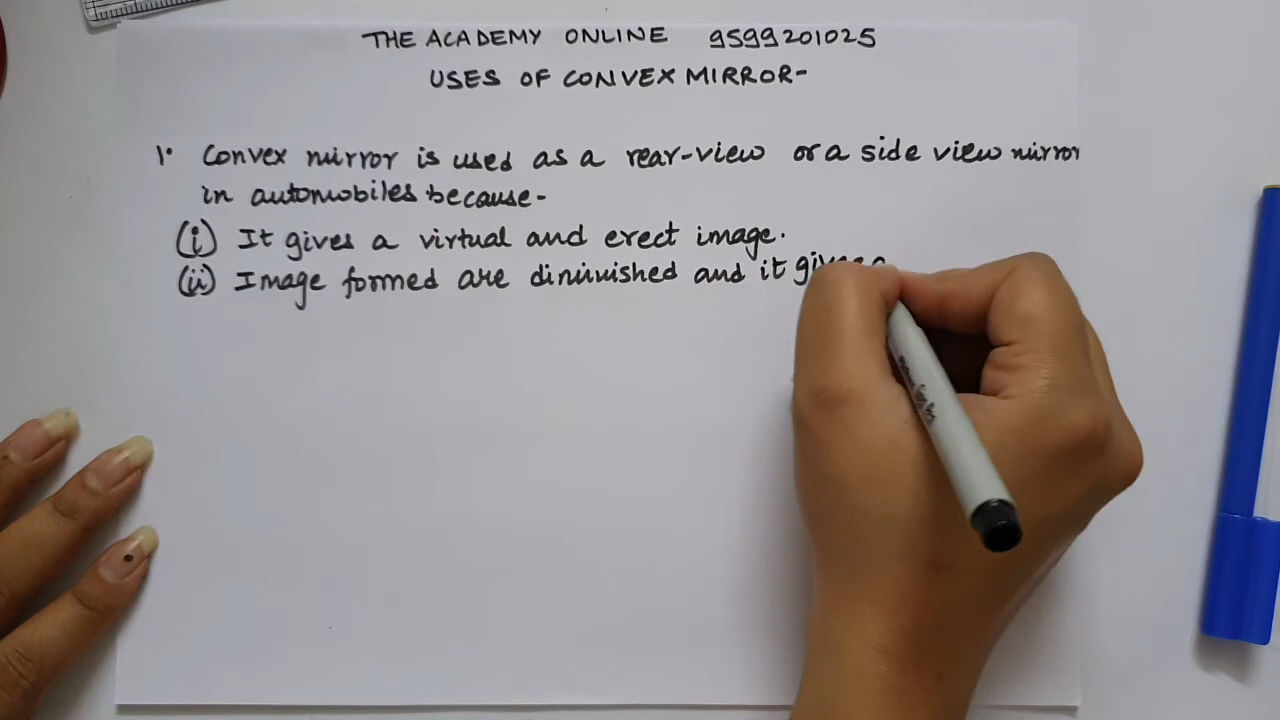 THE ACADEMY ONLINE 9599201025
USES OF CONVEX MIRROR-
1. Convex mirror is used as a rear-view or a side view mirror
in automobiles because-
(i) It gives a virtual and erect image.
(ii) Image formed are diminished and it gives a